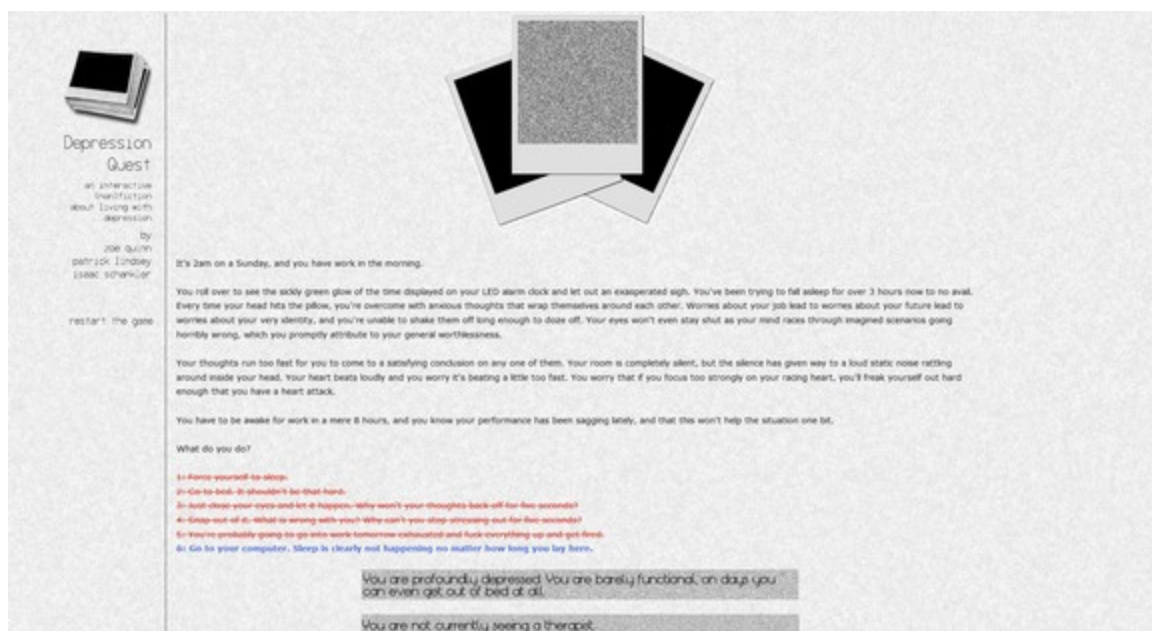 Depression
Quest
an interactive
(non)fiction
about living with
depression
by
zoe quinn
patrick lindsey
isaac schankler
restart the game
It's 2am on a Sunday, and you have work in the morning.
You roll over to see the sickly green glow of the time displayed on your LED alarm clock and let out an exasperated sigh. You've been trying to fall asleep for over 3 hours now to no avail.
Every time your head hits the pillow, you're overcome with anxious thoughts that wrap themselves around each other. Worries about your job lead to worries about your future lead to
worries about your very identity, and you're unable to shake them off long enough to doze off. Your eyes won't even stay shut as your mind races through imagined scenarios going
horribly wrong, which you promptly attribute to your general worthlessness.
Your thoughts run too fast for you to come to a satisfying conclusion on any one of them. Your room is completely silent, but the silence has given way to a loud static noise rattling
around inside your head. Your heart beats loudly and you worry it's beating a little too fast. You worry that if you focus too strongly on your racing heart, you'll freak yourself out hard
enough that you have a heart attack.
You have to be awake for work in a mere 8 hours, and you know your performance has been sagging lately, and that this won't help the situation one bit.
What do you do?
1: Force yourself to sleep.
2: Go to bed. It shouldn't be that hard.
3: Just close your eyes and let it happen. Why won't your thoughts back off for five seconds?
4: Snap out of it. What is wrong with you? Why can't you stop stressing out for five seconds?
5: You're probably going to go into work tomorrow exhausted and fuck everything up and get fired.
6: Go to your computer. Sleep is clearly not happening no matter how long you lay here.
You are profoundly depressed. You are barely functional, on days you
can even get out of bed at all.
You are not currently seeing a therapist.